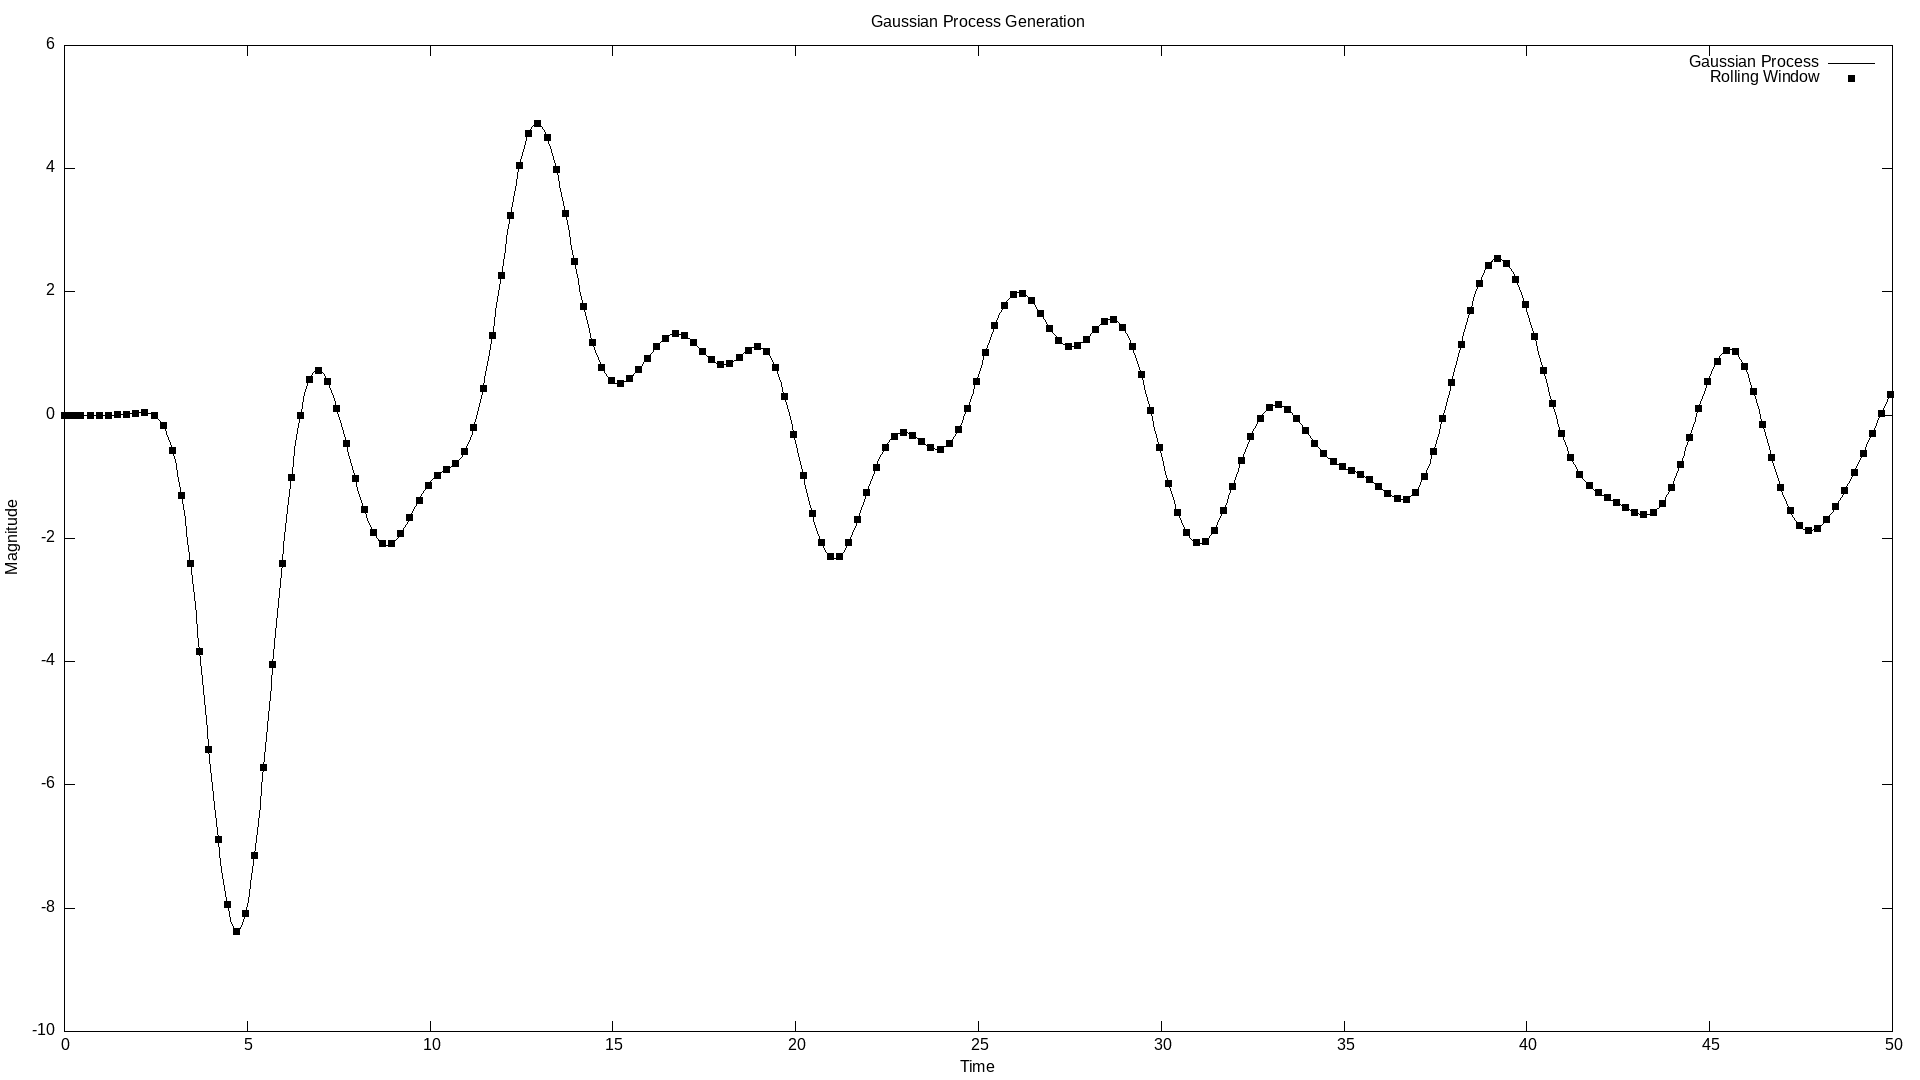 Gaussian Process Generation
Gaussian Process
Rolling Window
6
4
2
0
-2
-4
-6
-8
-10
Magnitude
0 5 10 15 20 25 30 35 40 45 50
Time